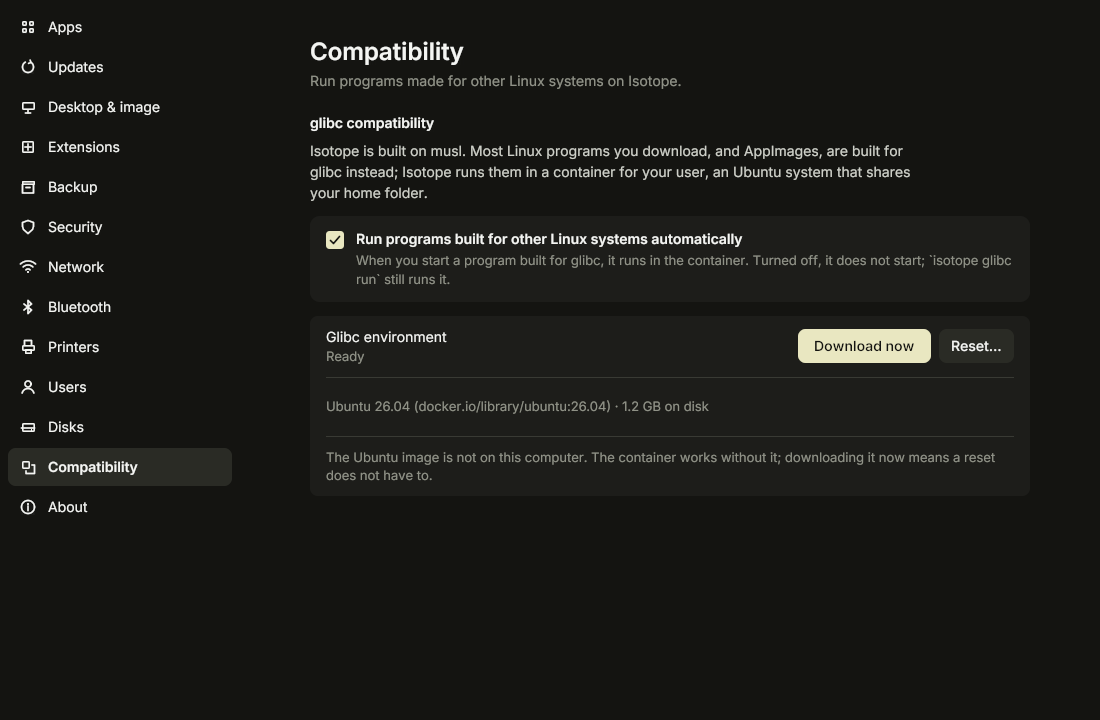 Apps
Updates
Desktop & image
Extensions
Backup
Security
Network
Bluetooth
Printers
Users
Disks
Compatibility
About
Compatibility
Run programs made for other Linux systems on Isotope.
glibc compatibility
Isotope is built on musl. Most Linux programs you download, and AppImages, are built for
glibc instead; Isotope runs them in a container for your user, an Ubuntu system that shares
your home folder.
Run programs built for other Linux systems automatically
When you start a program built for glibc, it runs in the container. Turned off, it does not start; `isotope glibc
run` still runs it.
Glibc environment
Ready
Download now
Reset...
Ubuntu 26.04 (docker.io/library/ubuntu:26.04) · 1.2 GB on disk
The Ubuntu image is not on this computer. The container works without it; downloading it now means a reset
does not have to.